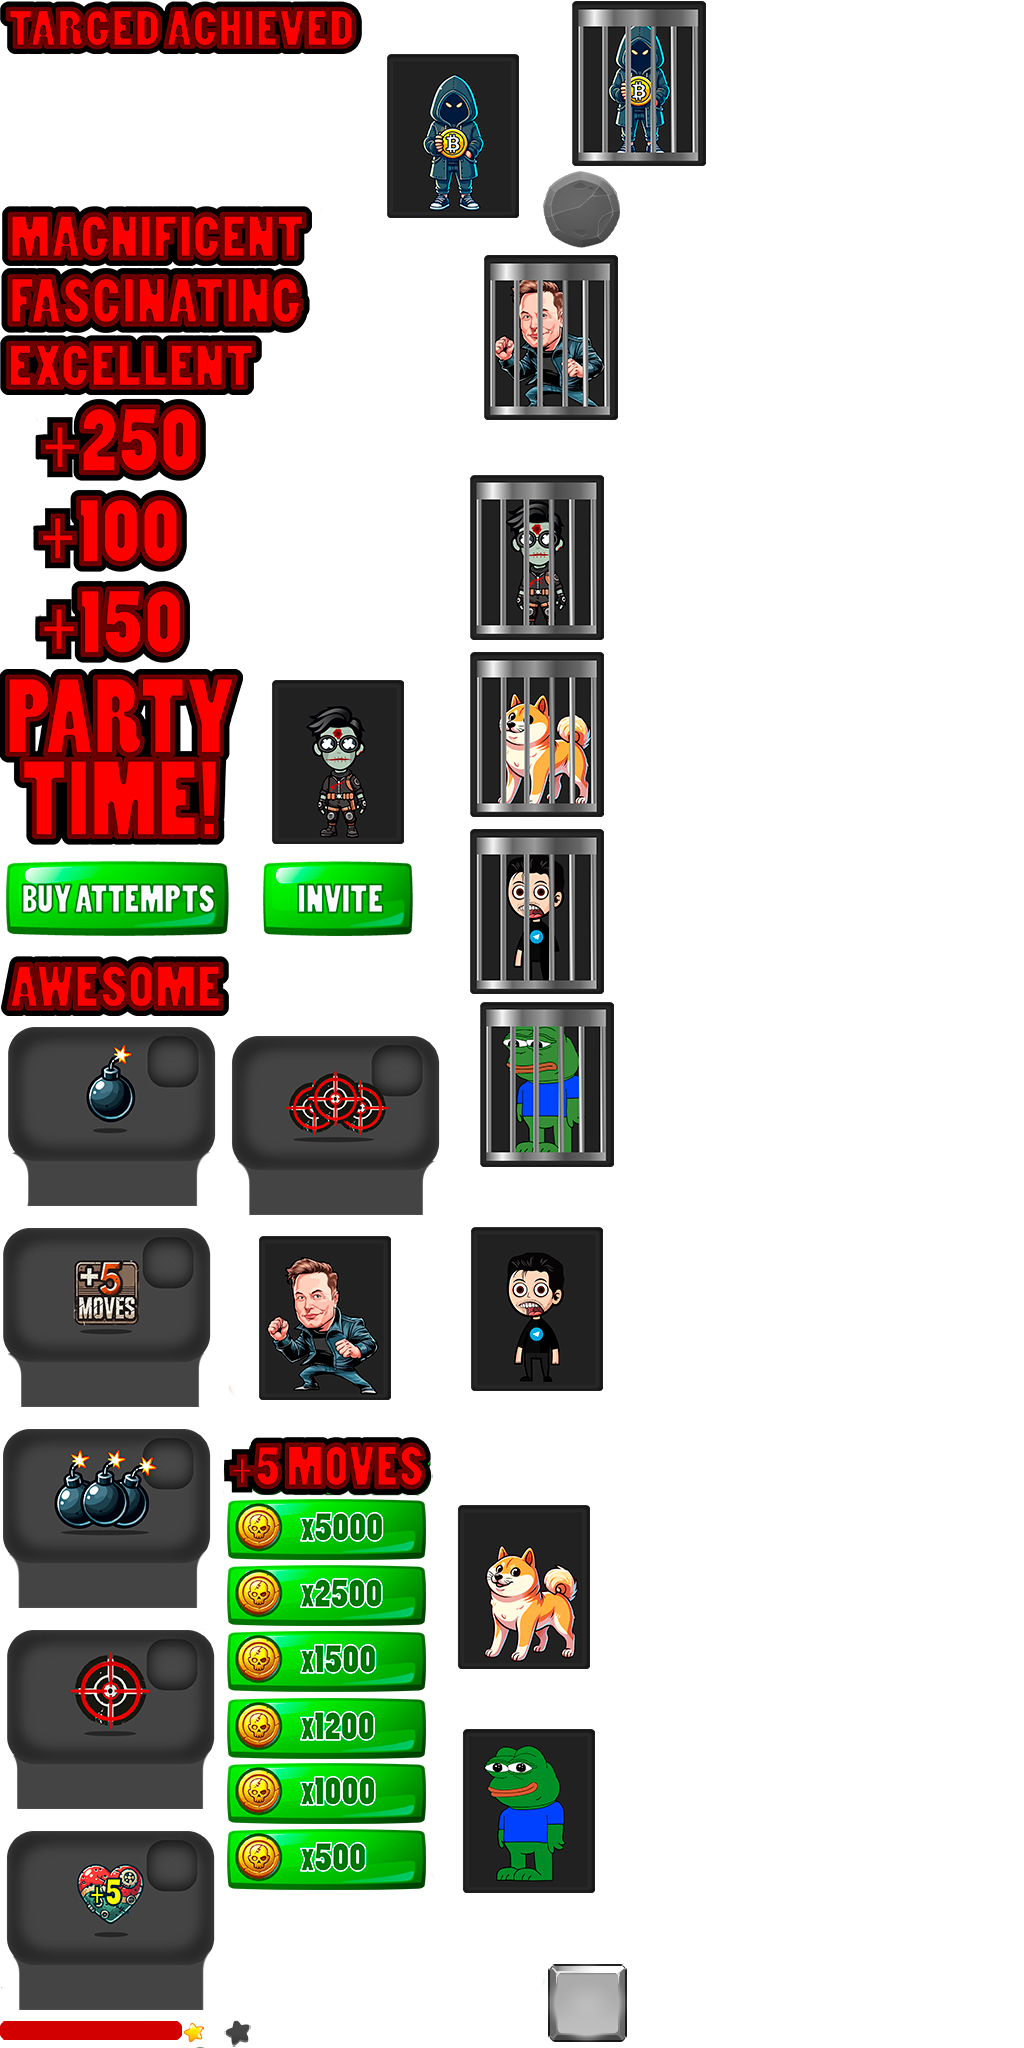 TARGED ACHIEVED
B
B
MAGNIFICENT
FASCINATING
EXCELLENT
+250
+100
+150
PARTY
TIME!
BUY ATTEMPTS
INVITE
AWESOME
+5
MOVES
+5 MOVES
x5000
x2500
x1500
x1200
x1000
x500
+5